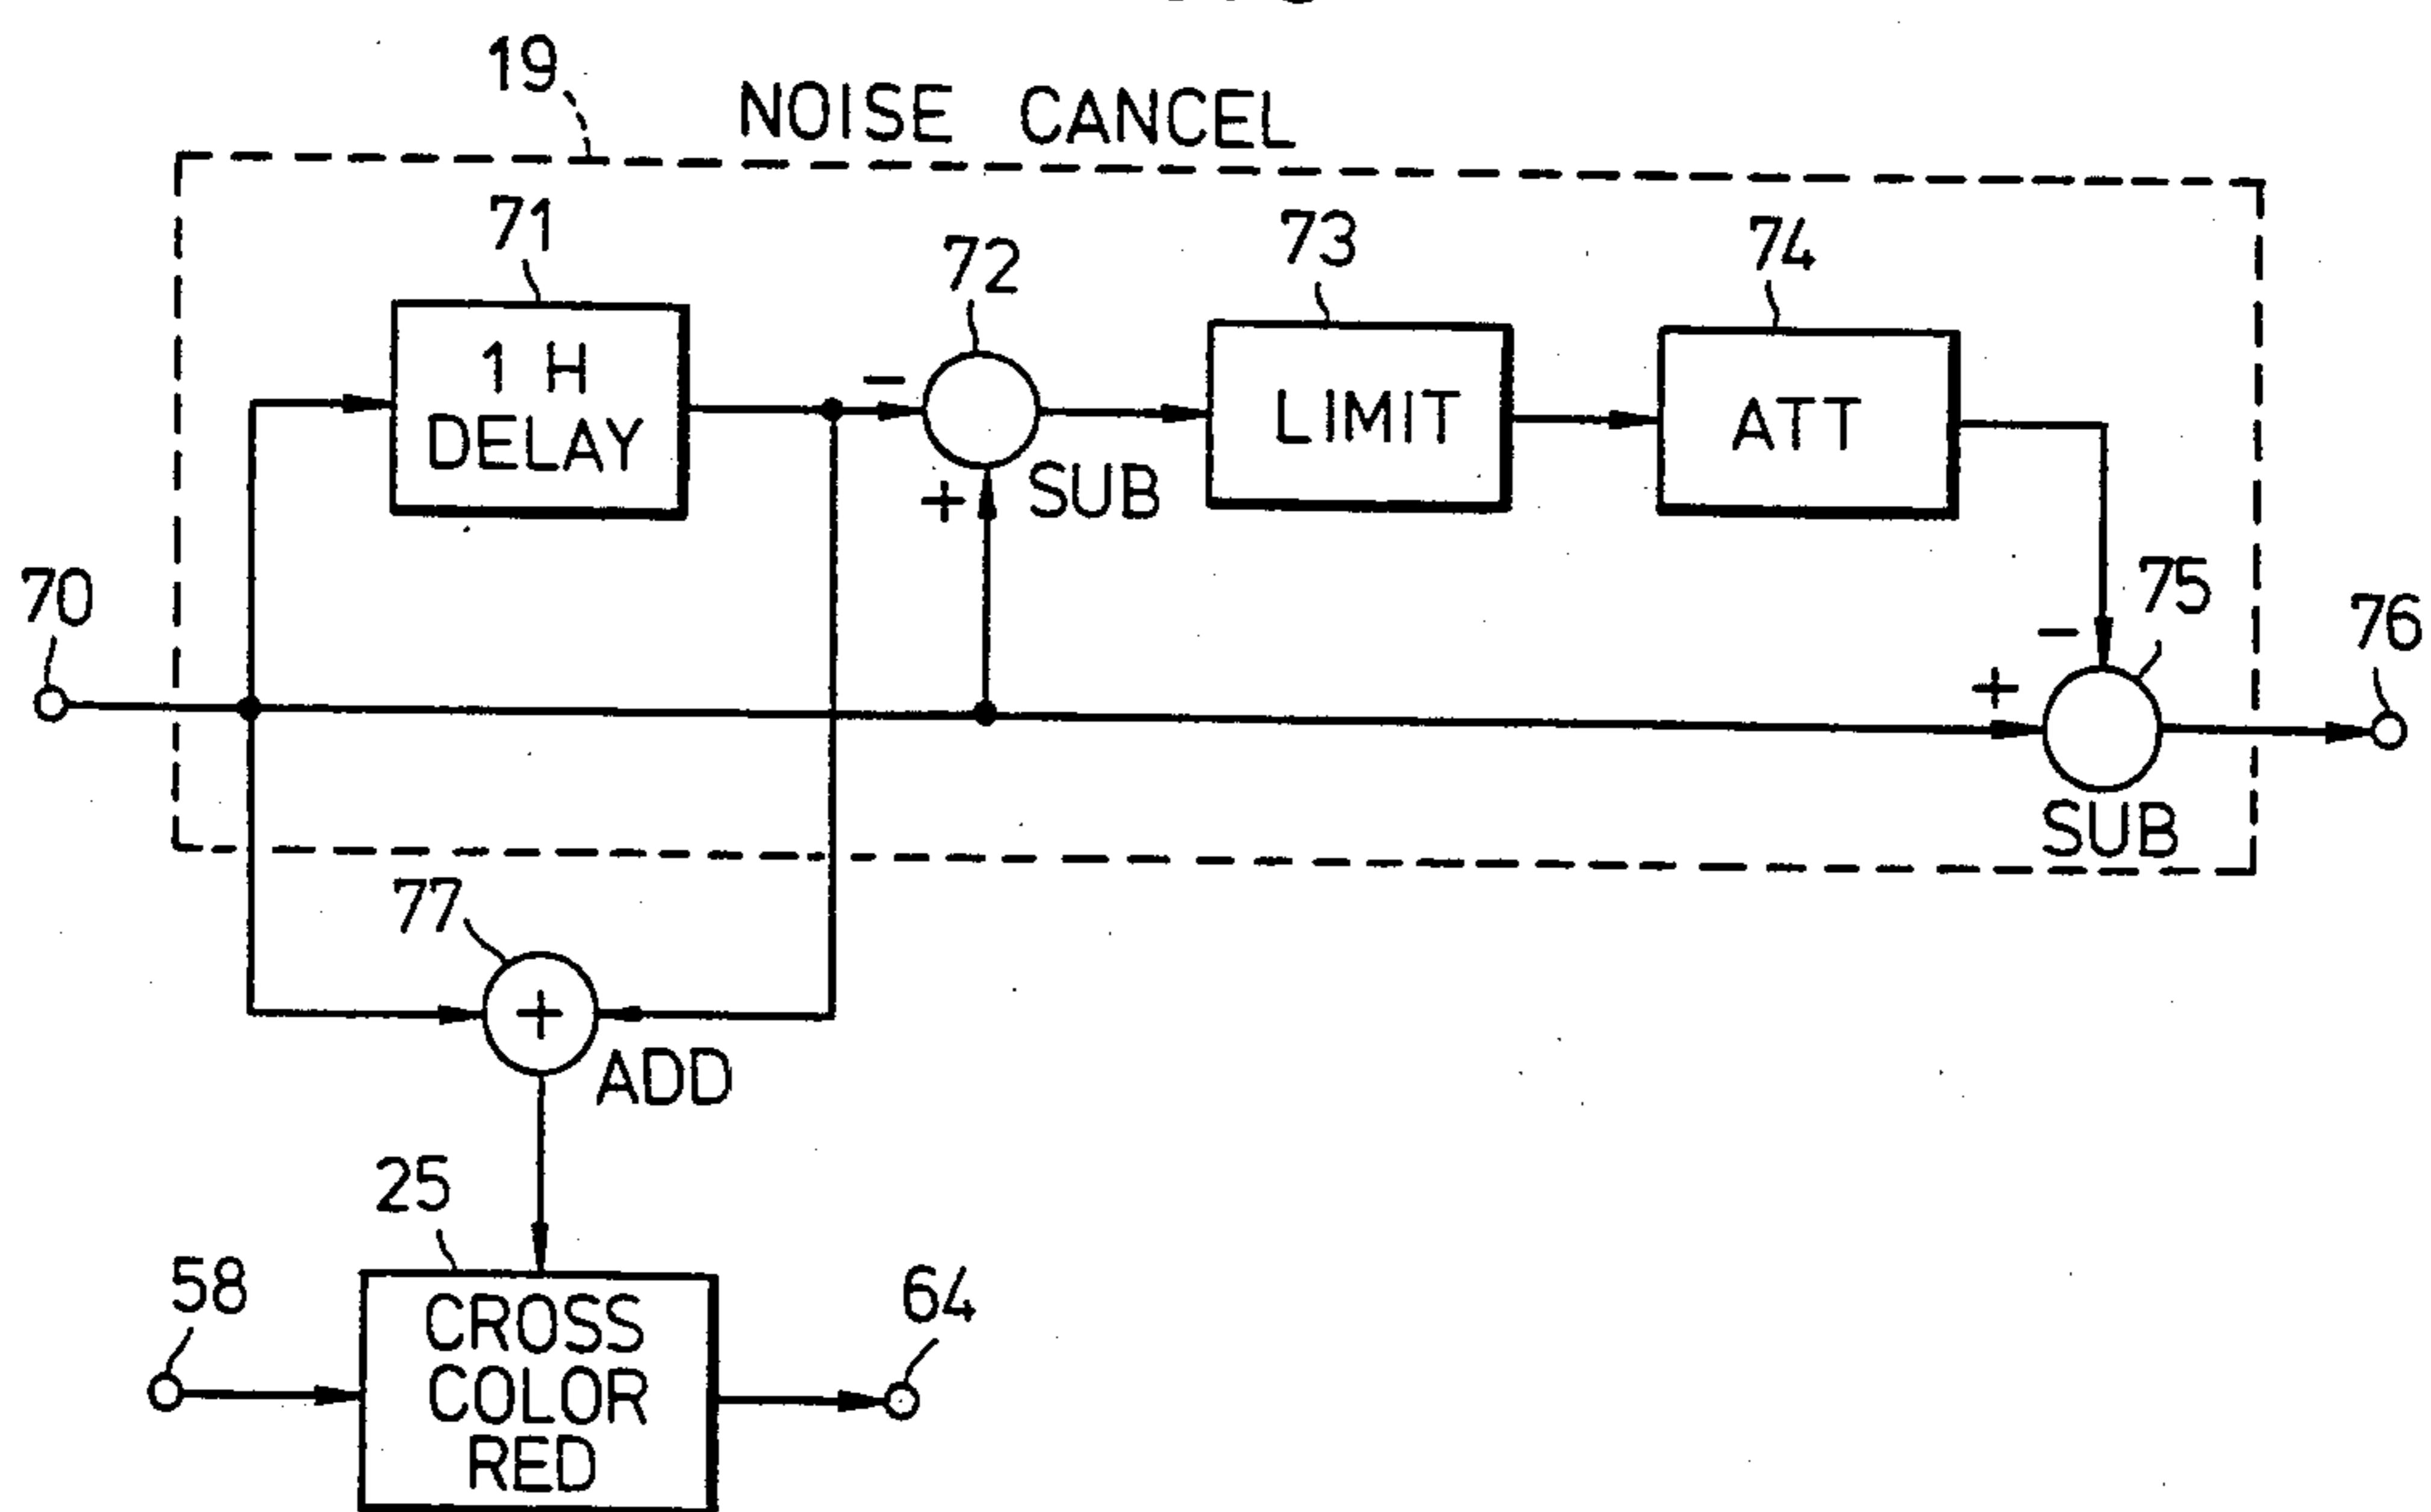 19
NOISE CANCEL
71
72
73
74
1 H
DELAY
−
+
SUB
LIMIT
ATT
70
75
76
−
+
SUB
77
+
ADD
25
58
64
CROSS
COLOR
RED